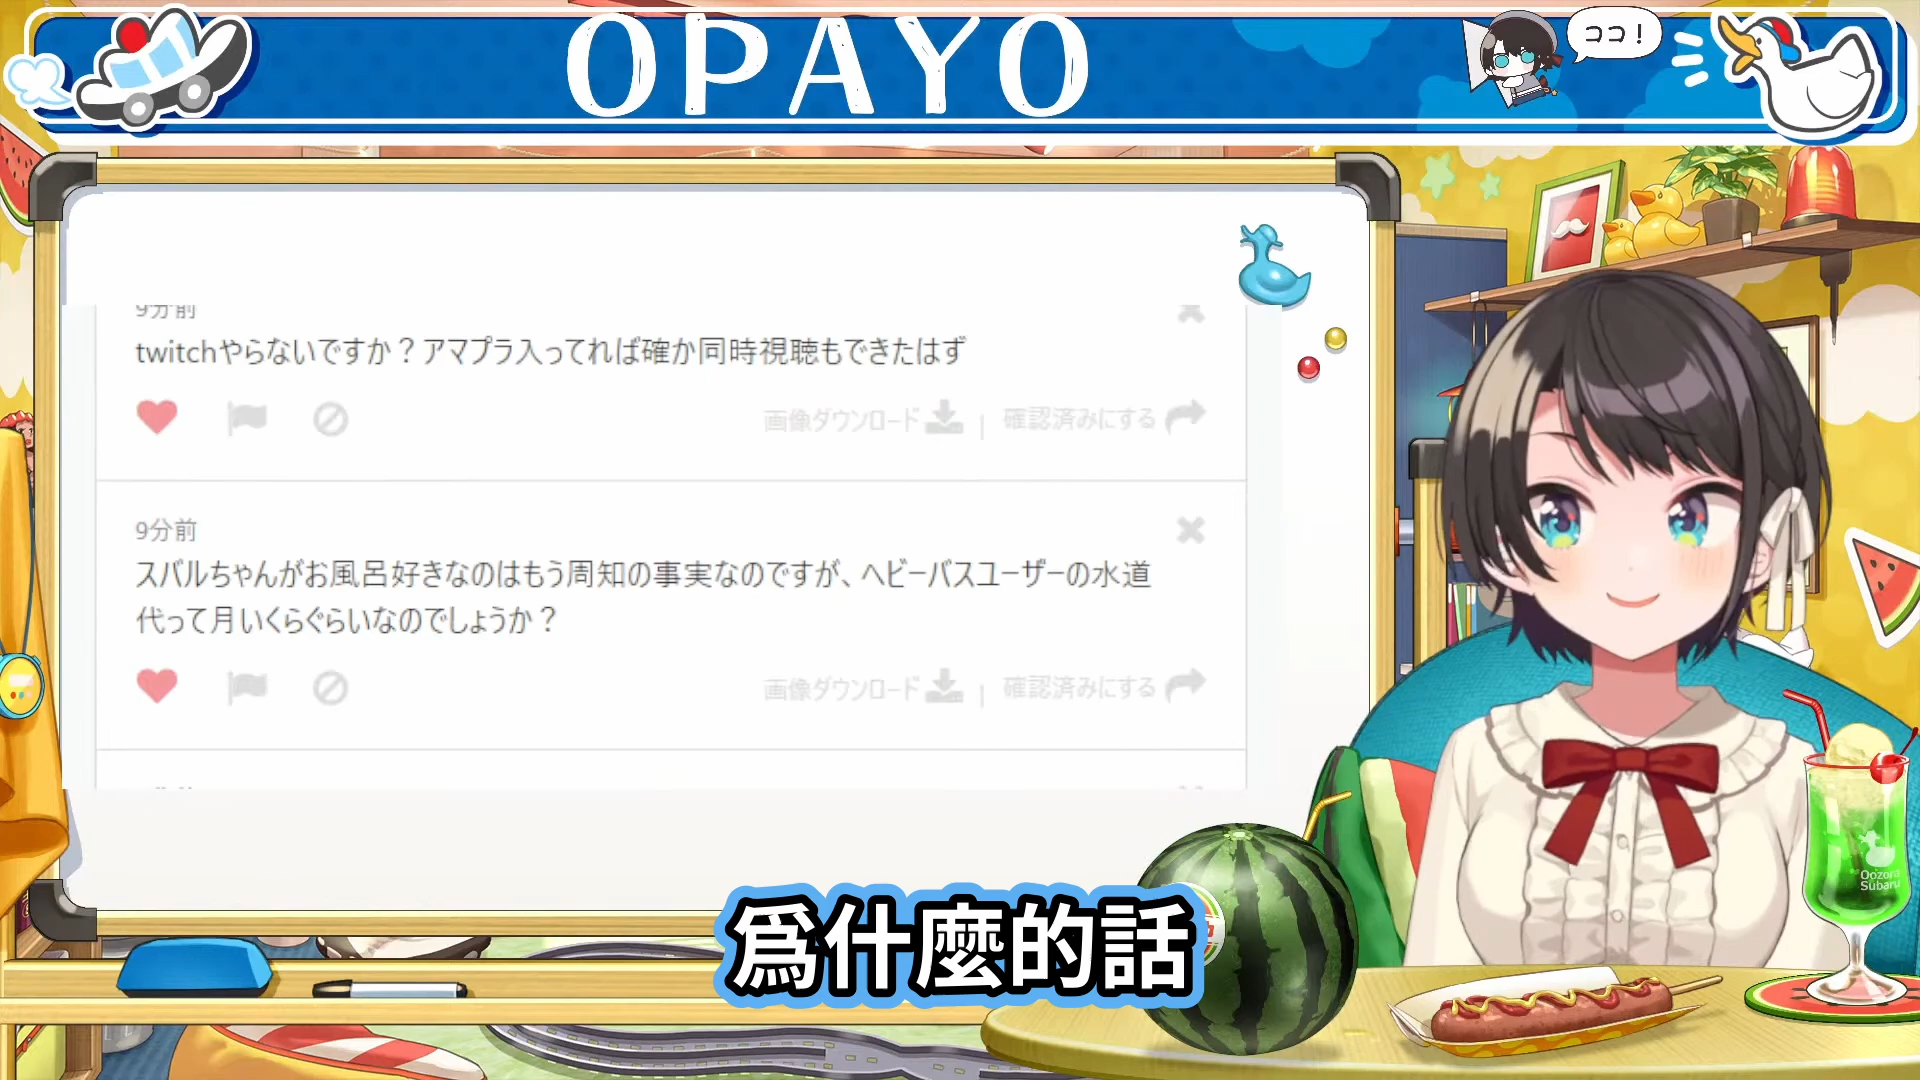 OPAYO
ココ！
9分前
twitchやらないですか？アマプラ入ってれば確か同時視聴もできたはず
画像ダウンロード | 確認済みにする
9分前
スバルちゃんがお風呂好きなのはもう周知の事実なのですが、ヘビーバスユーザーの水道
代って月いくらぐらいなのでしょうか？
画像ダウンロード | 確認済みにする
Oozora
Subaru
爲什麼的話